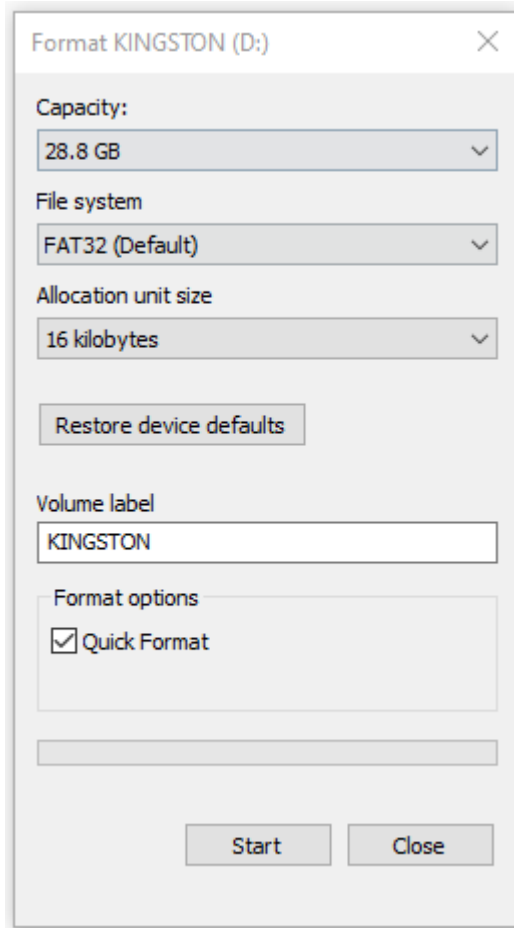 Format KINGSTON (D:)
Capacity:
28.8 GB
File system
FAT32 (Default)
Allocation unit size
16 kilobytes
Restore device defaults
Volume label
KINGSTON
Format options
Quick Format
Start Close